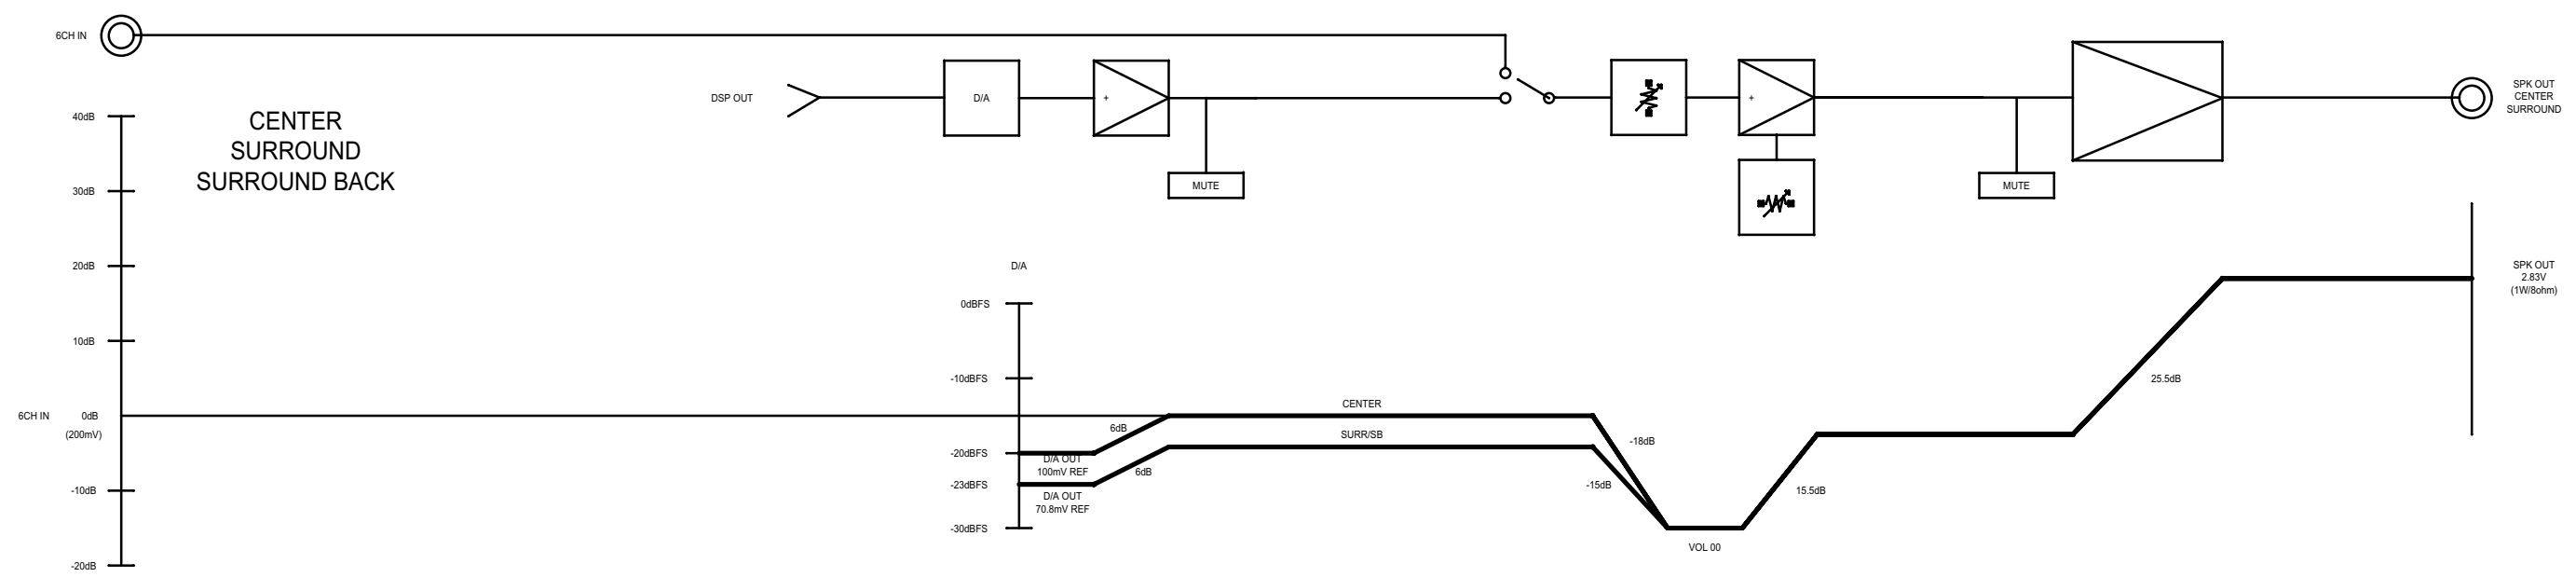 6CH IN
DSP OUT
D/A
+
+
SPK OUT
CENTER
SURROUND
MUTE
MUTE
CENTER
SURROUND
SURROUND BACK
40dB
30dB
20dB
10dB
6CH IN 0dB
(200mV)
-10dB
-20dB
D/A
0dBFS
-10dBFS
-20dBFS
-23dBFS
-30dBFS
6dB
D/A OUT
100mV REF
6dB
D/A OUT
70.8mV REF
CENTER
SURR/SB
-18dB
-15dB
VOL 00
15.5dB
25.5dB
SPK OUT
2.83V
(1W/8ohm)